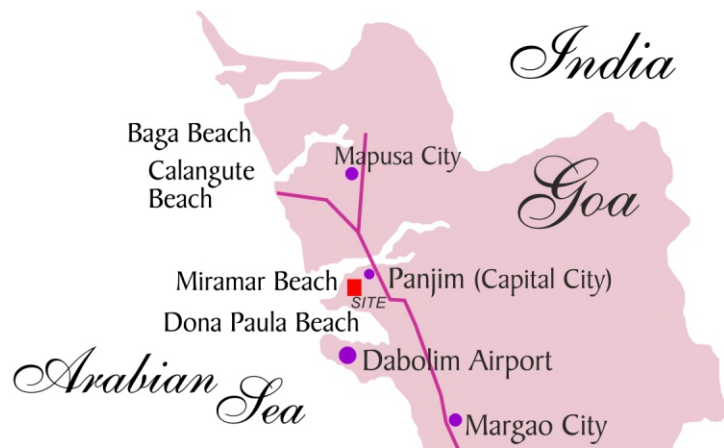 India
Baga Beach
Mapusa City
Calangute
Beach
Goa
Miramar Beach
Panjim (Capital City)
SITE
Dona Paula Beach
Dabolim Airport
Arabian Sea
Margao City